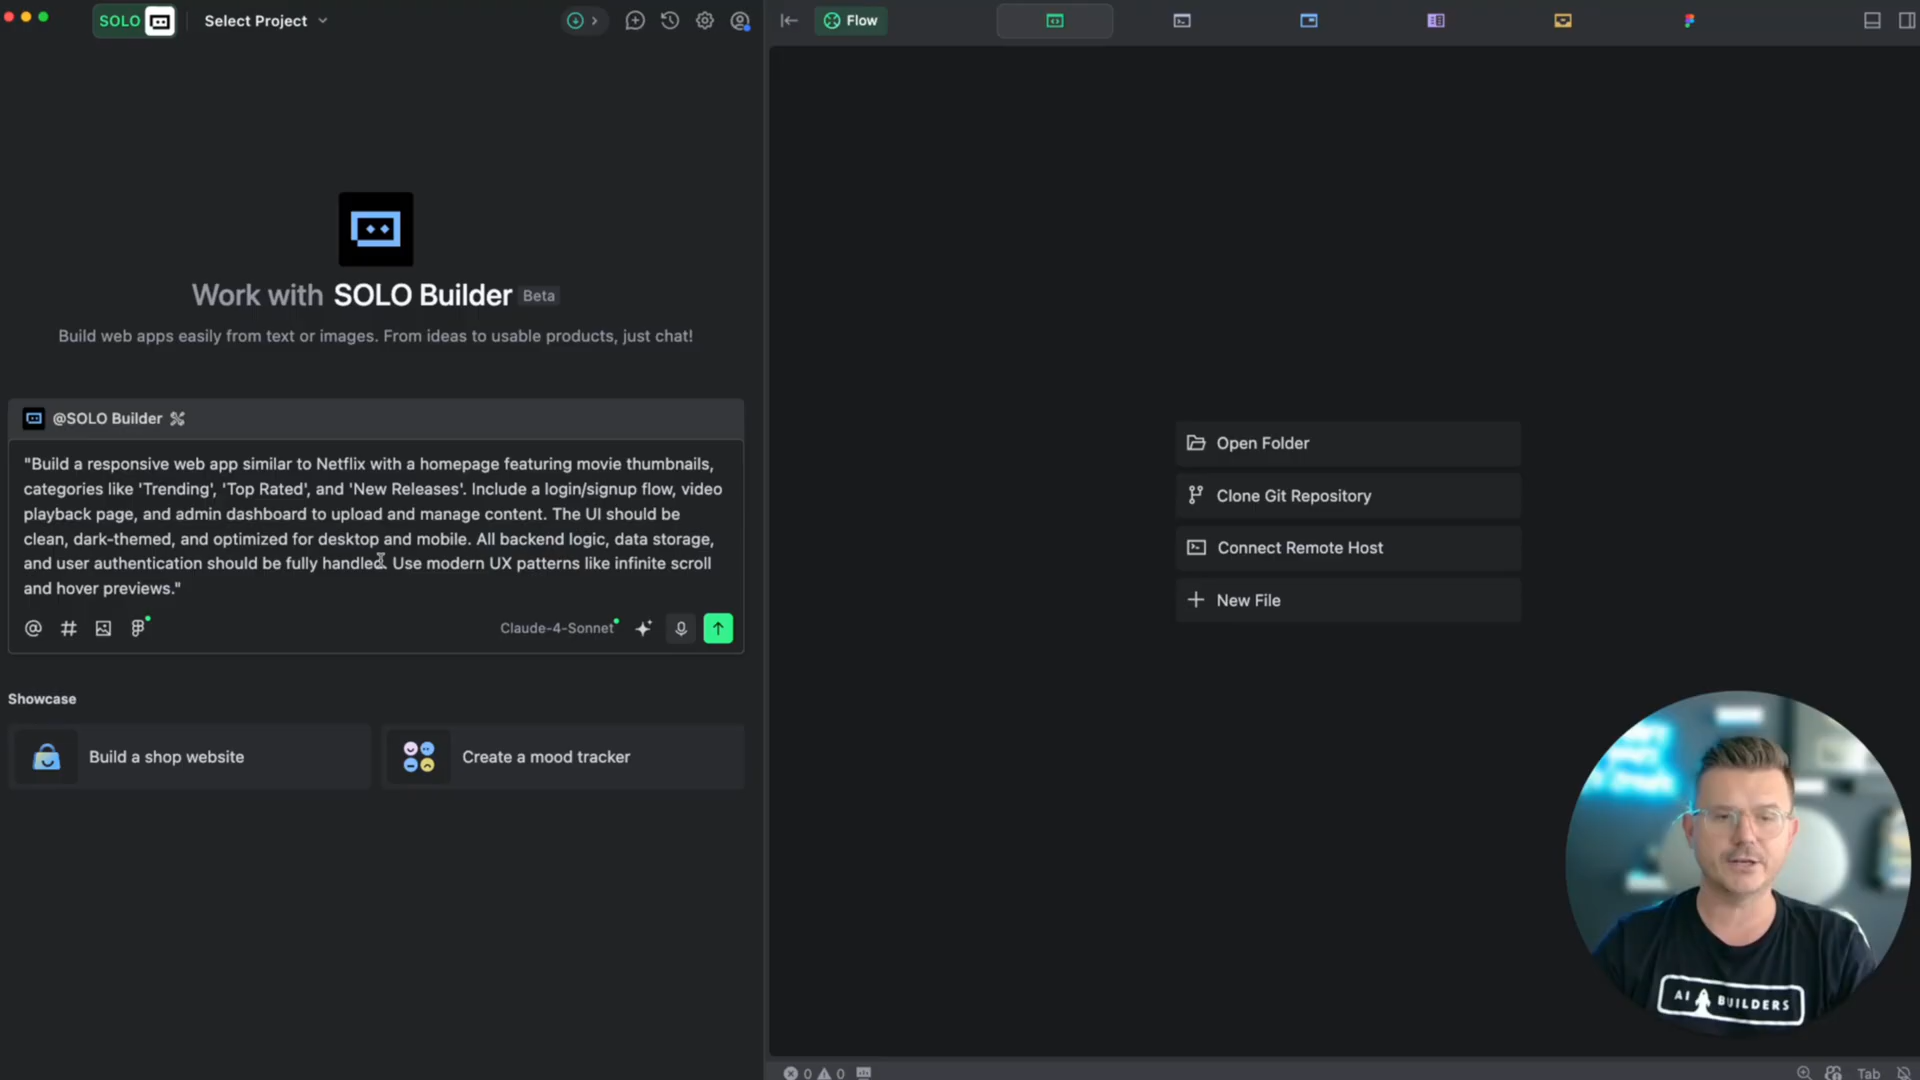 SOLO
Select Project
Flow
Work with SOLO Builder Beta
Build web apps easily from text or images. From ideas to usable products, just chat!
@SOLO Builder
"Build a responsive web app similar to Netflix with a homepage featuring movie thumbnails,
categories like 'Trending', 'Top Rated', and 'New Releases'. Include a login/signup flow, video
playback page, and admin dashboard to upload and manage content. The UI should be
clean, dark-themed, and optimized for desktop and mobile. All backend logic, data storage,
and user authentication should be fully handled. Use modern UX patterns like infinite scroll
and hover previews."
Claude-4-Sonnet
Showcase
Build a shop website
Create a mood tracker
Open Folder
Clone Git Repository
Connect Remote Host
New File
AI BUILDERS
0 0
Tab